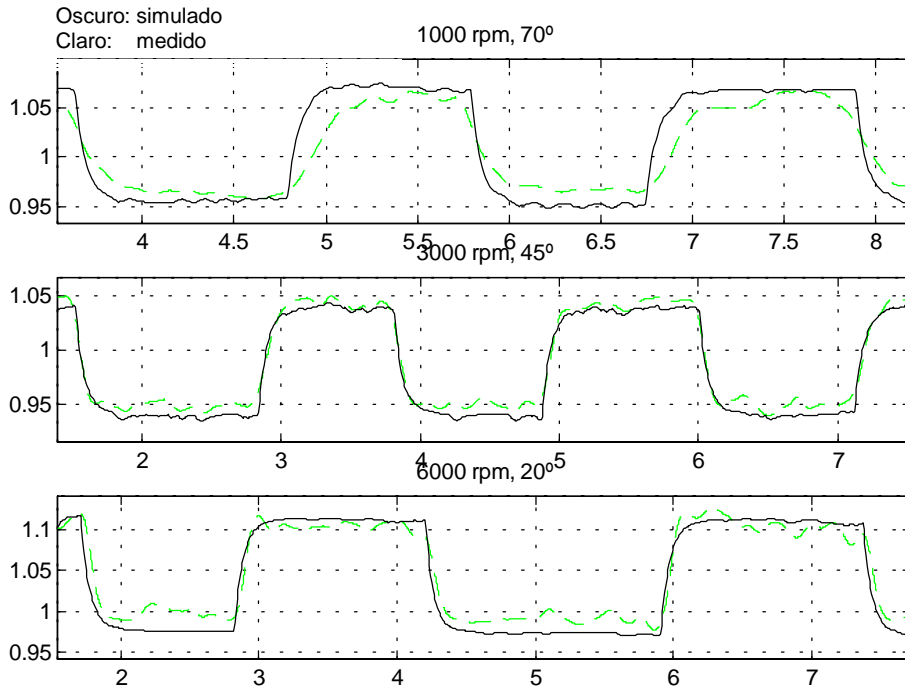 Oscuro: simulado
Claro: medido
1000 rpm, 70º
1.05
1
0.95
4 4.5 5 5.5 6 6.5 7 7.5 8
3000 rpm, 45º
1.05
1
0.95
2 3 4 5 6 7
6000 rpm, 20º
1.1
1.05
1
0.95
2 3 4 5 6 7